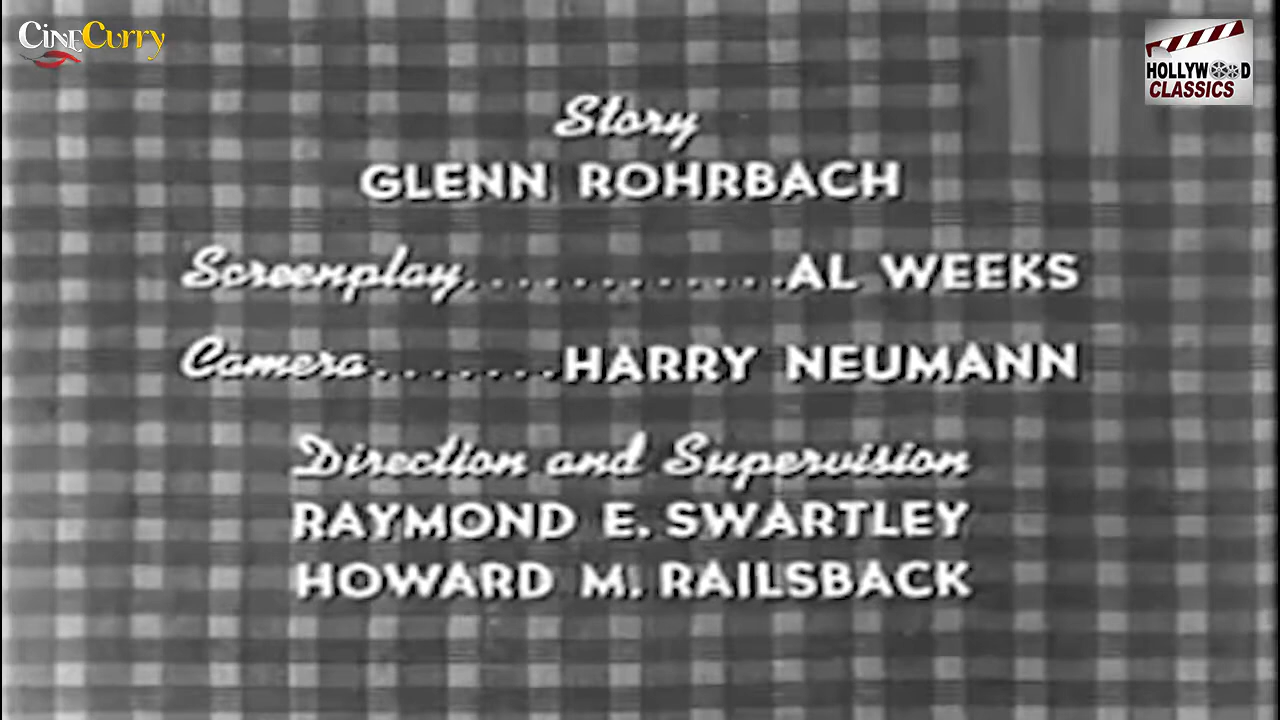 CINECurry
HOLLYWOOD
CLASSICS
Story
GLENN ROHRBACH
Screenplay............AL WEEKS
Camera.......HARRY NEUMANN
Direction and Supervision
RAYMOND E. SWARTLEY
HOWARD M. RAILSBACK